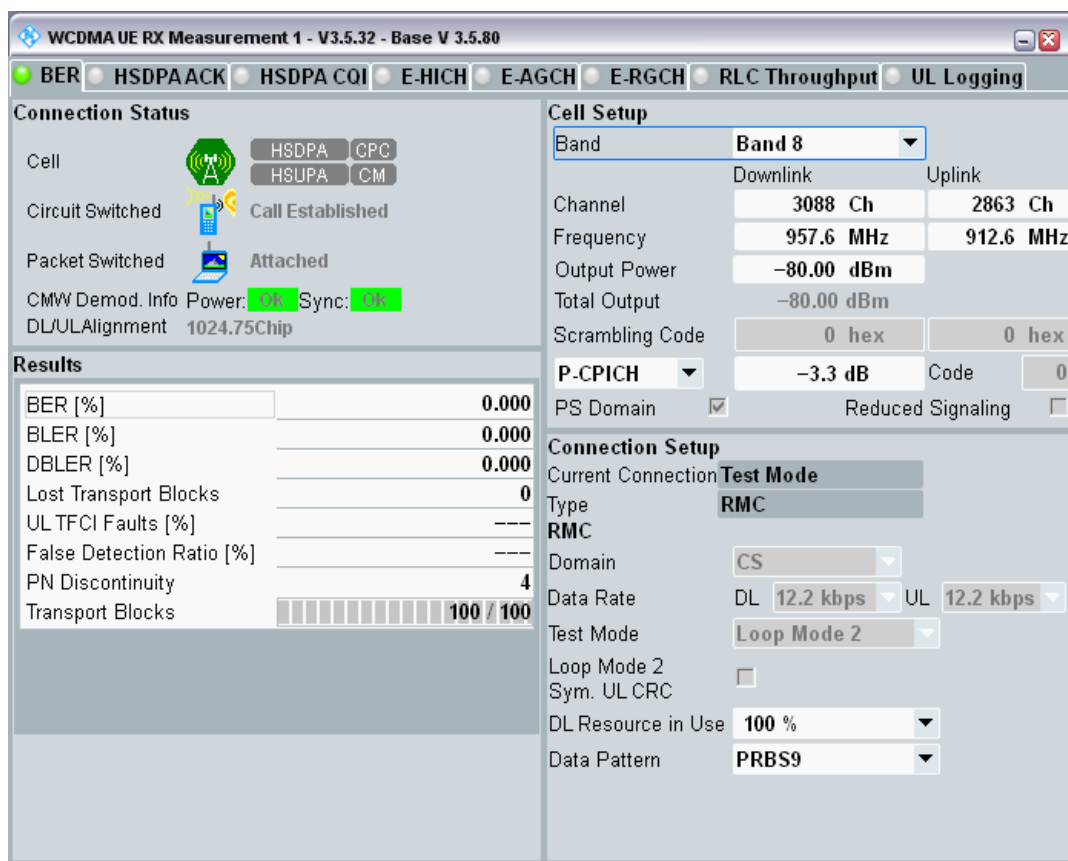 WCDMA UE RX Measurement 1 - V3.5.32 - Base V 3.5.80
BER HSDPA ACK HSDPA CQI E-HICH E-AGCH E-RGCH RLC Throughput UL Logging
Connection Status
Cell HSDPA CPC
HSUPA CM
Circuit Switched Call Established
Packet Switched Attached
CMW Demod. Info Power: Ok Sync: Ok
DL/UL Alignment 1024.75Chip
Results
BER [%] 0.000
BLER [%] 0.000
DBLER [%] 0.000
Lost Transport Blocks 0
UL TFCI Faults [%] ---
False Detection Ratio [%] ---
PN Discontinuity 4
Transport Blocks 100 / 100
Cell Setup
Band Band 8
Downlink Uplink
Channel 3088 Ch 2863 Ch
Frequency 957.6 MHz 912.6 MHz
Output Power -80.00 dBm
Total Output -80.00 dBm
Scrambling Code 0 hex 0 hex
P-CPICH -3.3 dB Code 0
PS Domain Reduced Signaling
Connection Setup
Current Connection Test Mode
Type RMC
RMC
Domain CS
Data Rate DL 12.2 kbps UL 12.2 kbps
Test Mode Loop Mode 2
Loop Mode 2
Sym. UL CRC
DL Resource in Use 100 %
Data Pattern PRBS9